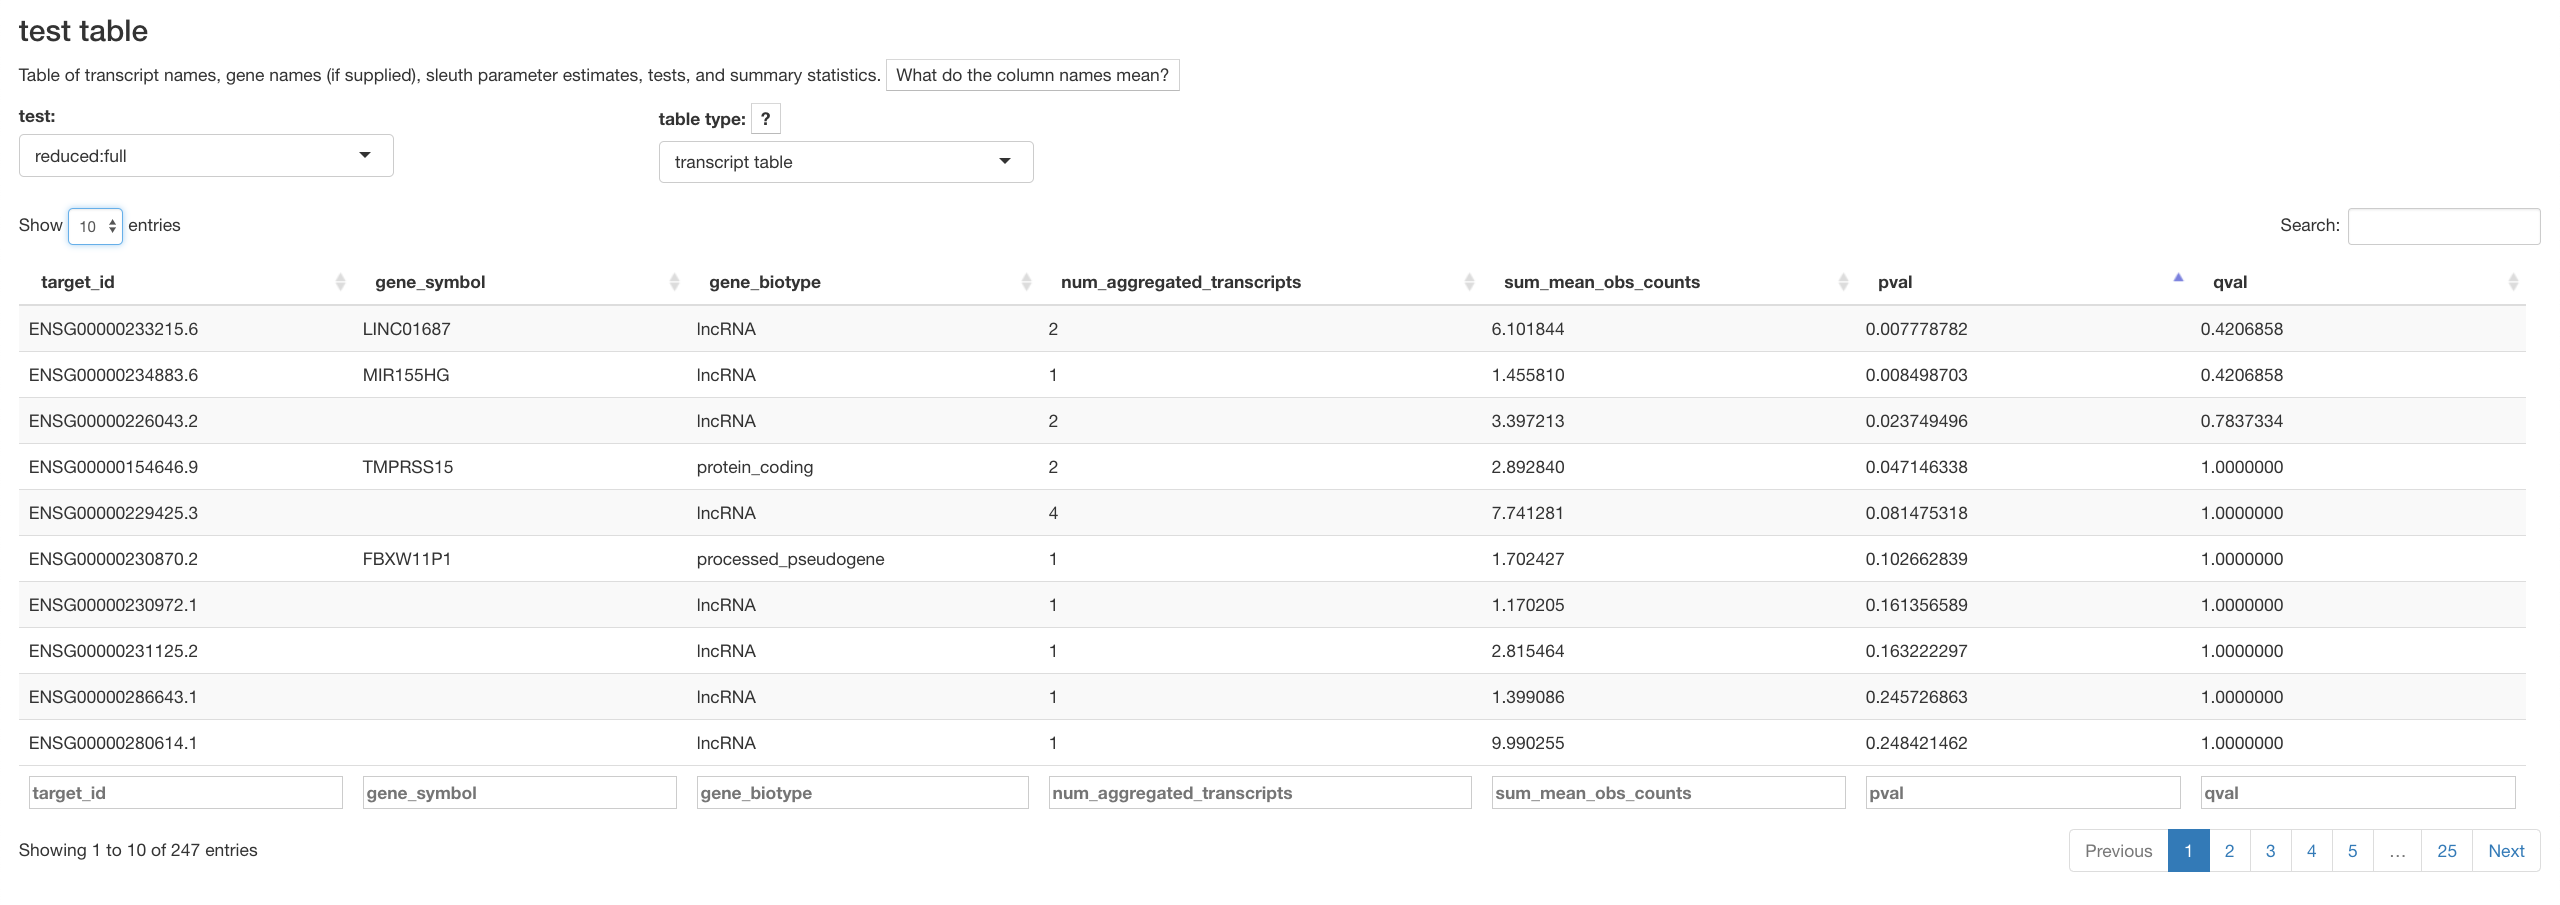 test table
Table of transcript names, gene names (if supplied), sleuth parameter estimates, tests, and summary statistics. What do the column names mean?
test: table type: ?
reduced:full transcript table
Show 10 entries Search:
target_id gene_symbol gene_biotype num_aggregated_transcripts sum_mean_obs_counts pval qval
ENSG00000233215.6 LINC01687 lncRNA 2 6.101844 0.007778782 0.4206858
ENSG00000234883.6 MIR155HG lncRNA 1 1.455810 0.008498703 0.4206858
ENSG00000226043.2 lncRNA 2 3.397213 0.023749496 0.7837334
ENSG00000154646.9 TMPRSS15 protein_coding 2 2.892840 0.047146338 1.0000000
ENSG00000229425.3 lncRNA 4 7.741281 0.081475318 1.0000000
ENSG00000230870.2 FBXW11P1 processed_pseudogene 1 1.702427 0.102662839 1.0000000
ENSG00000230972.1 lncRNA 1 1.170205 0.161356589 1.0000000
ENSG00000231125.2 lncRNA 1 2.815464 0.163222297 1.0000000
ENSG00000286643.1 lncRNA 1 1.399086 0.245726863 1.0000000
ENSG00000280614.1 lncRNA 1 9.990255 0.248421462 1.0000000
target_id gene_symbol gene_biotype num_aggregated_transcripts sum_mean_obs_counts pval qval
Showing 1 to 10 of 247 entries Previous 1 2 3 4 5 … 25 Next